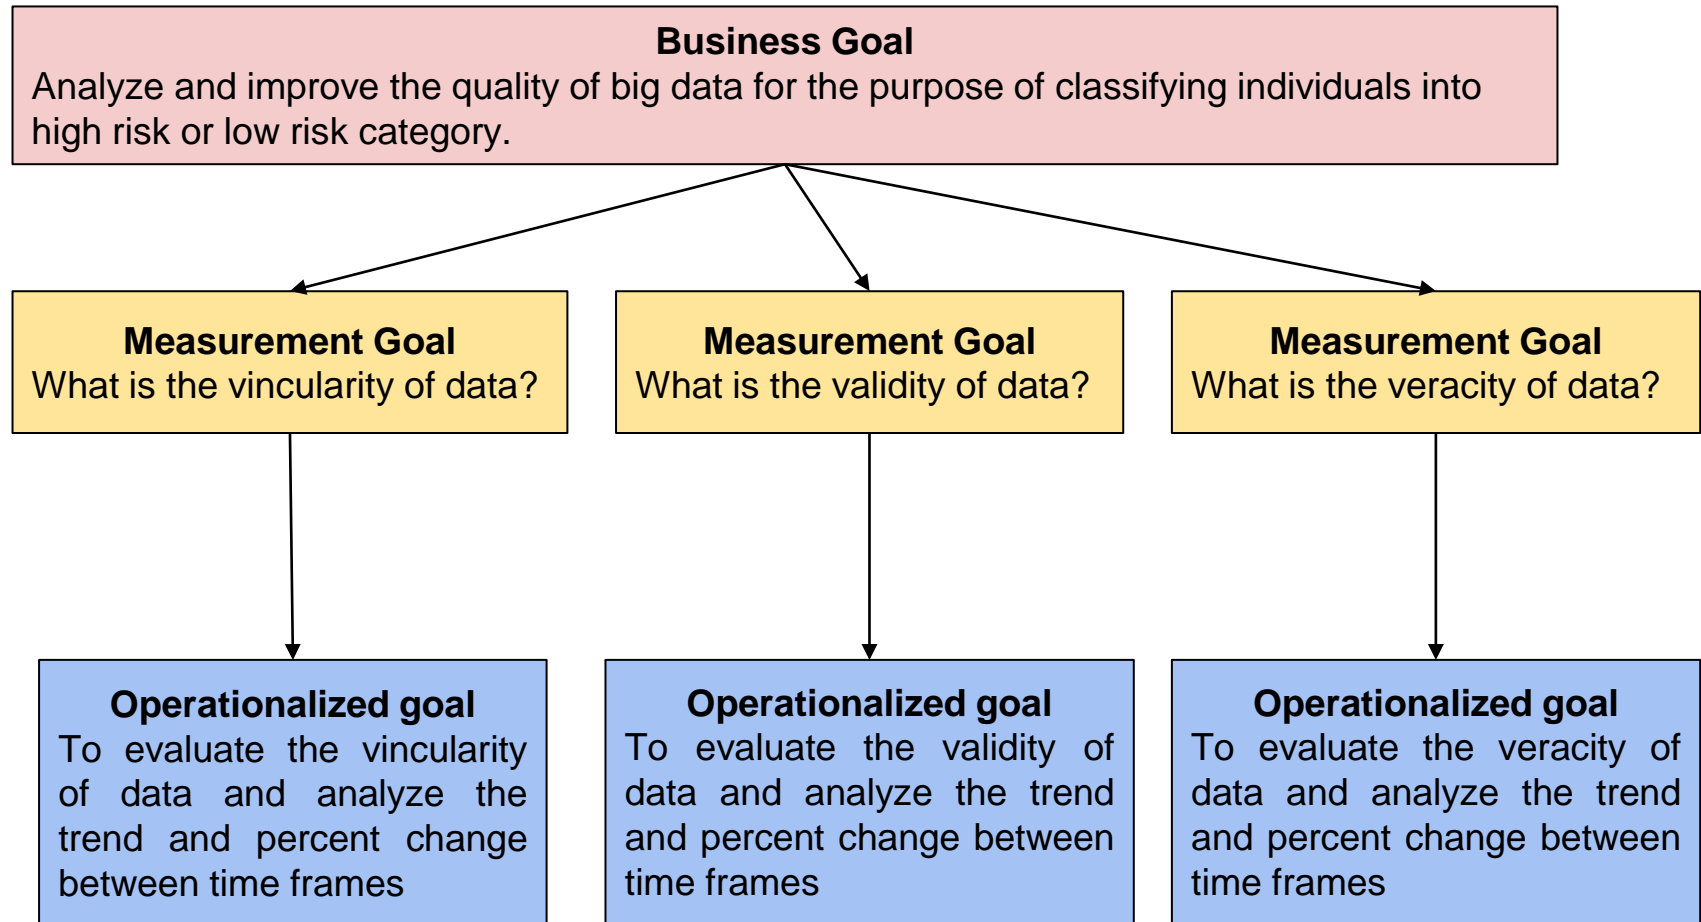 Business Goal
Analyze and improve the quality of big data for the purpose of classifying individuals into
high risk or low risk category.
Measurement Goal
What is the vincularity of data?
Measurement Goal
What is the validity of data?
Measurement Goal
What is the veracity of data?
Operationalized goal
To evaluate the vincularity
of data and analyze the
trend and percent change
between time frames
Operationalized goal
To evaluate the validity of
data and analyze the trend
and percent change between
time frames
Operationalized goal
To evaluate the veracity of
data and analyze the trend
and percent change between
time frames